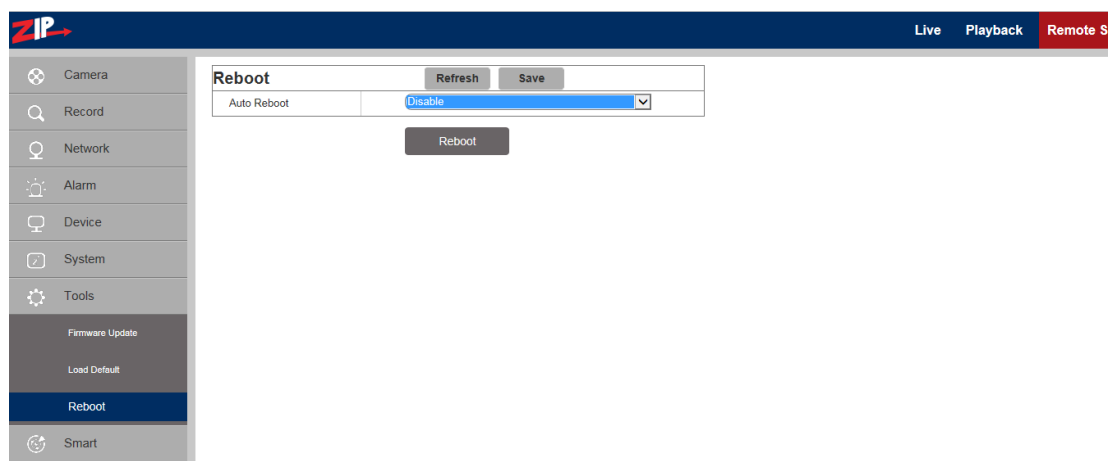 ZIP
Live Playback Remote S
Camera
Record
Network
Alarm
Device
System
Tools
Firmware Update
Load Default
Reboot
Smart
Reboot Refresh Save
Auto Reboot Disable
Reboot